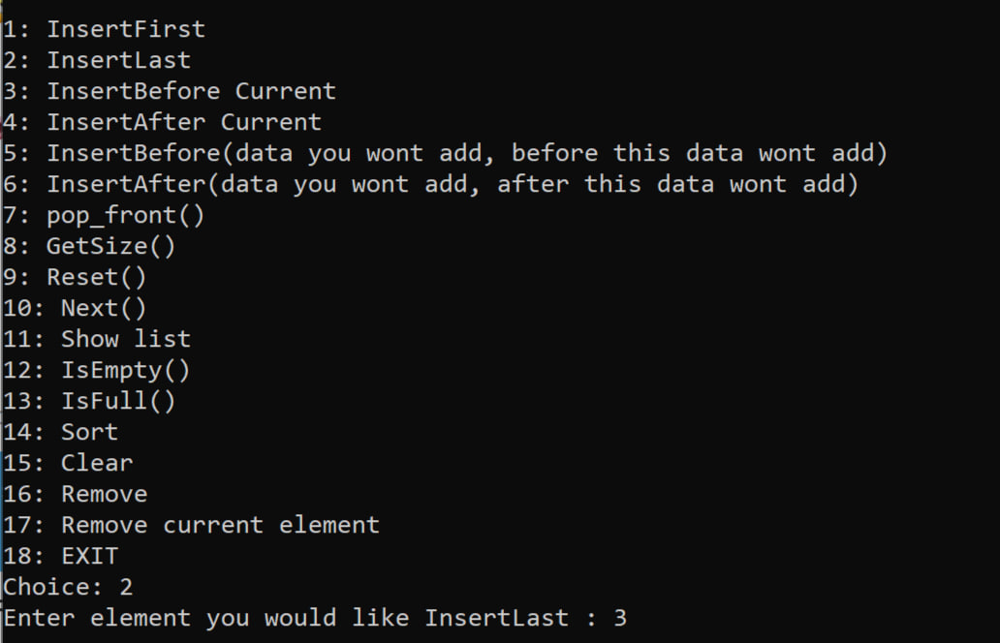 1: InsertFirst
2: InsertLast
3: InsertBefore Current
4: InsertAfter Current
5: InsertBefore(data you wont add, before this data wont add)
6: InsertAfter(data you wont add, after this data wont add)
7: pop_front()
8: GetSize()
9: Reset()
10: Next()
11: Show list
12: IsEmpty()
13: IsFull()
14: Sort
15: Clear
16: Remove
17: Remove current element
18: EXIT
Choice: 2
Enter element you would like InsertLast : 3